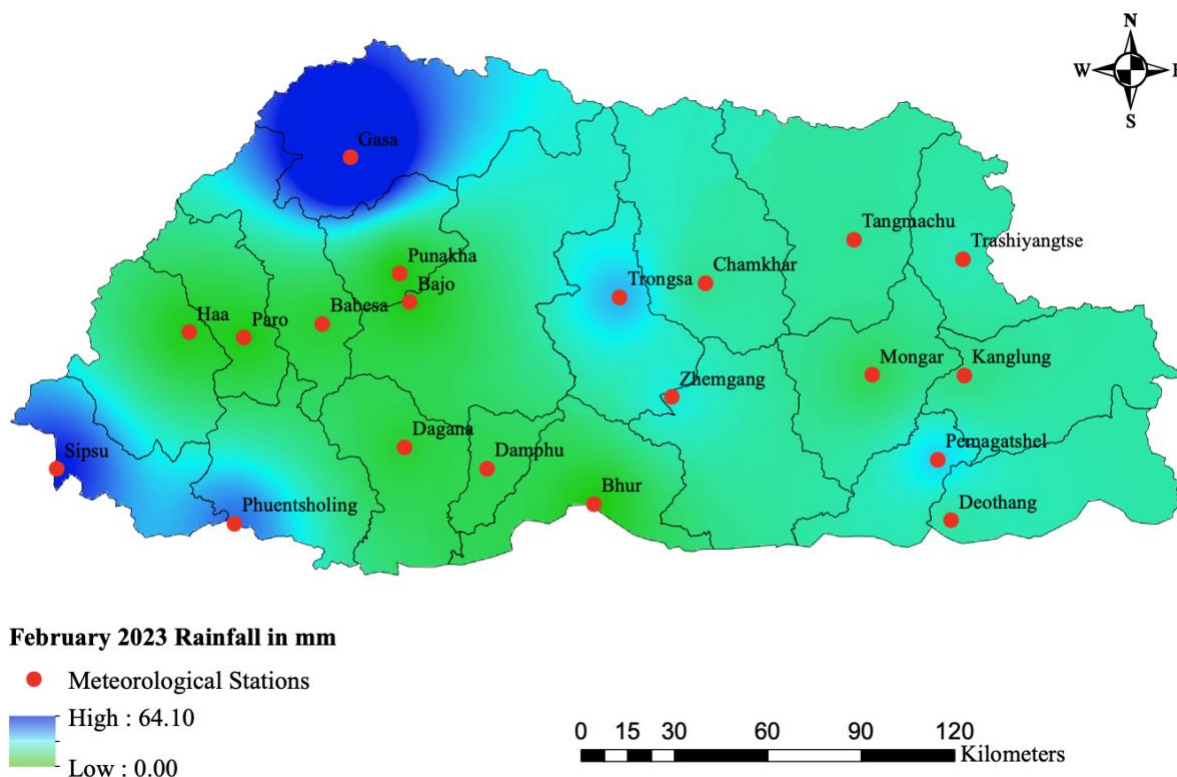 N
W E
S
Gasa
Tangmachu
Trashiyangtse
Punakha
Bajo
Trongsa
Chamkhar
Haa
Paro
Babesa
Mongar
Kanglung
Zhemgang
Dagana
Damphu
Sipsu
Pemagatshel
Phuentsholing
Bhur
Deothang
February 2023 Rainfall in mm
Meteorological Stations
High : 64.10
Low : 0.00
0 15 30 60 90 120
Kilometers